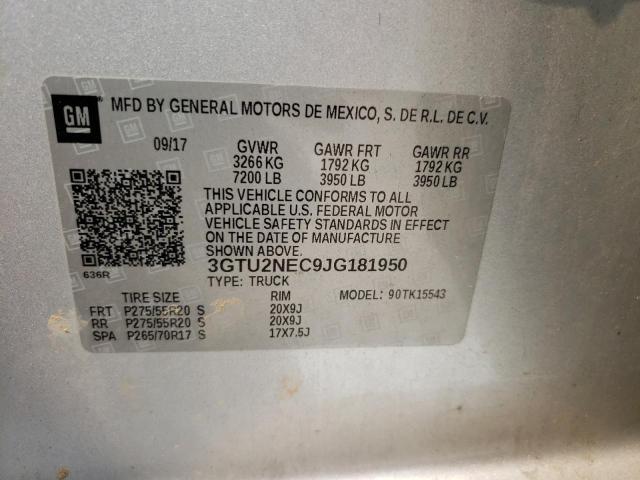 GM
MFD BY GENERAL MOTORS DE MEXICO, S. DE R.L. DE C.V.
09/17 GVWR GAWR FRT GAWR RR
3266 KG 1792 KG 1792 KG
7200 LB 3950 LB 3950 LB
THIS VEHICLE CONFORMS TO ALL
APPLICABLE U.S. FEDERAL MOTOR
VEHICLE SAFETY STANDARDS IN EFFECT
ON THE DATE OF MANUFACTURE
SHOWN ABOVE.
636R
3GTU2NEC9JG181950
TYPE: TRUCK
TIRE SIZE RIM MODEL: 90TK15543
FRT P275/55R20 S 20X9J
RR P275/55R20 S 20X9J
SPA P265/70R17 S 17X7.5J